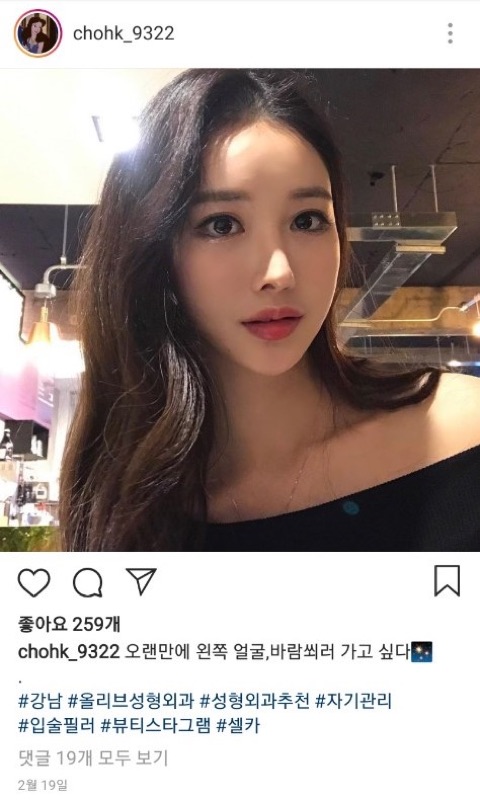 chohk_9322
좋아요 259개
chohk_9322 오랜만에 왼쪽 얼굴,바람쐬러 가고 싶다🌃
.
#강남 #올리브성형외과 #성형외과추천 #자기관리
#입술필러 #뷰티스타그램 #셀카
댓글 19개 모두 보기
2월 19일